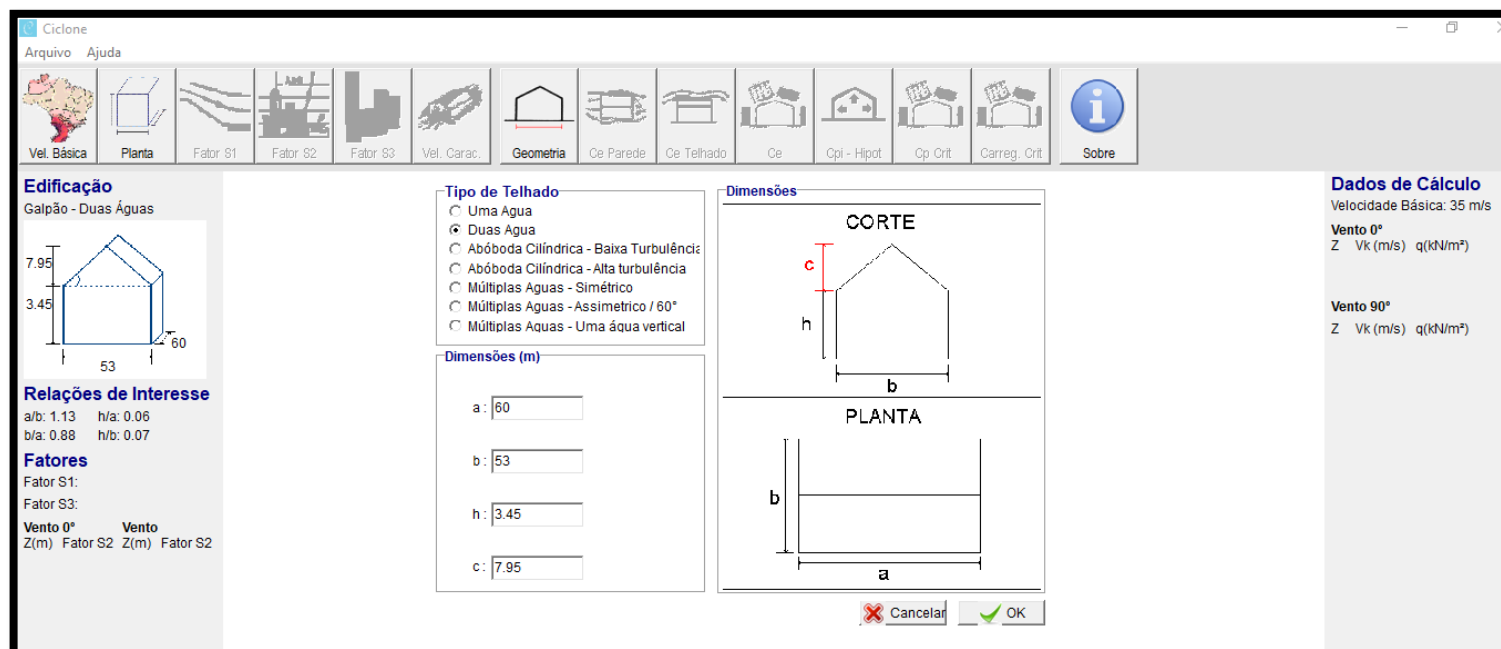 Ciclone
Arquivo Ajuda
Vel. Básica Planta Fator S1 Fator S2 Fator S3 Vel. Carac. Geometria Ce Parede Ce Telhado Ce Cpi - Hipot Cp Crit Carreg. Crit Sobre
Edificação
Galpão - Duas Águas
7.95
3.45
60
53
Relações de Interesse
a/b: 1.13 h/a: 0.06
b/a: 0.88 h/b: 0.07
Fatores
Fator S1:
Fator S3:
Vento 0° Vento
Z(m) Fator S2 Z(m) Fator S2
Tipo de Telhado
Uma Agua
Duas Agua
Abóboda Cilíndrica - Baixa Turbulência
Abóboda Cilíndrica - Alta turbulência
Múltiplas Aguas - Simétrico
Múltiplas Aguas - Assimetrico / 60°
Múltiplas Aguas - Uma água vertical
Dimensões (m)
a : 60
b : 53
h : 3.45
c : 7.95
Dimensões
CORTE
c
h
b
PLANTA
b
a
Cancelar OK
Dados de Cálculo
Velocidade Básica: 35 m/s
Vento 0°
Z Vk (m/s) q(kN/m²)
Vento 90°
Z Vk (m/s) q(kN/m²)